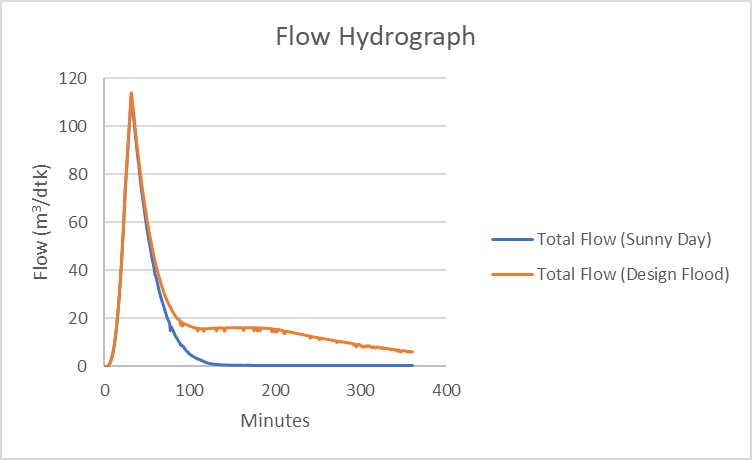 Flow Hydrograph
120
100
80
60
40
20
0
Flow (m³/dtk)
0 100 200 300 400
Minutes
Total Flow (Sunny Day)
Total Flow (Design Flood)